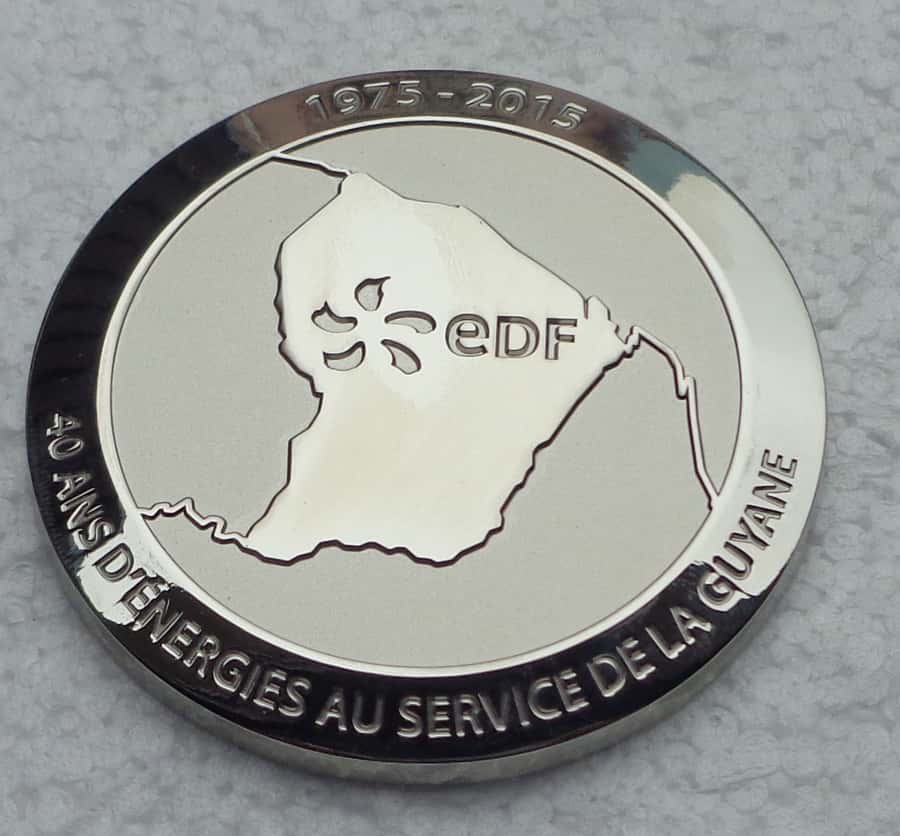 1975 - 2015
eDF
40 ANS D'ÉNERGIES AU SERVICE DE LA GUYANE